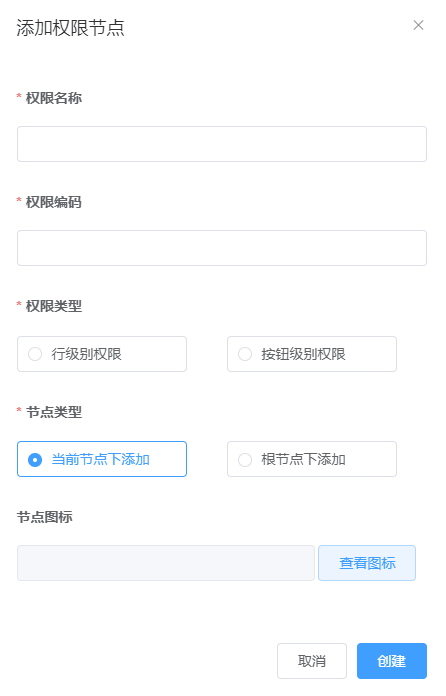 添加权限节点
* 权限名称
* 权限编码
* 权限类型
行级别权限 按钮级别权限
* 节点类型
当前节点下添加 根节点下添加
节点图标
查看图标
取消 创建